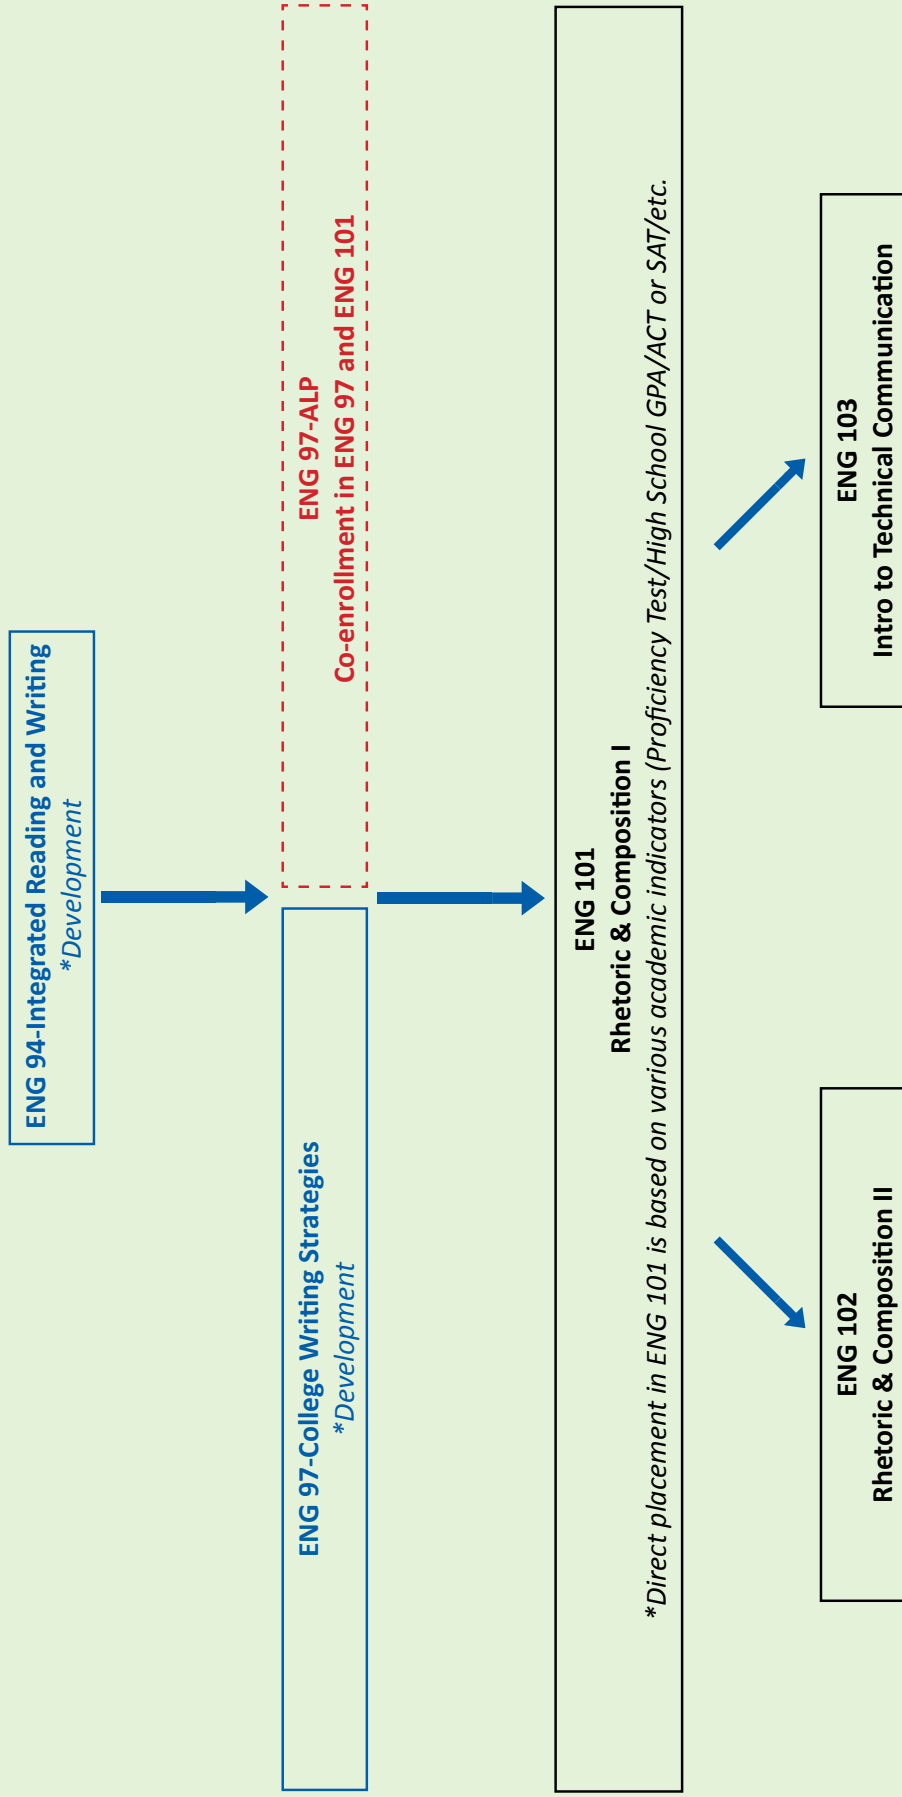 ENG 94-Integrated Reading and Writing
*Development
ENG 97-College Writing Strategies
*Development
ENG 97-ALP
Co-enrollment in ENG 97 and ENG 101
ENG 101
Rhetoric & Composition I
*Direct placement in ENG 101 is based on various academic indicators (Proficiency Test/High School GPA/ACT or SAT/etc.
ENG 102
Rhetoric & Composition II
ENG 103
Intro to Technical Communication